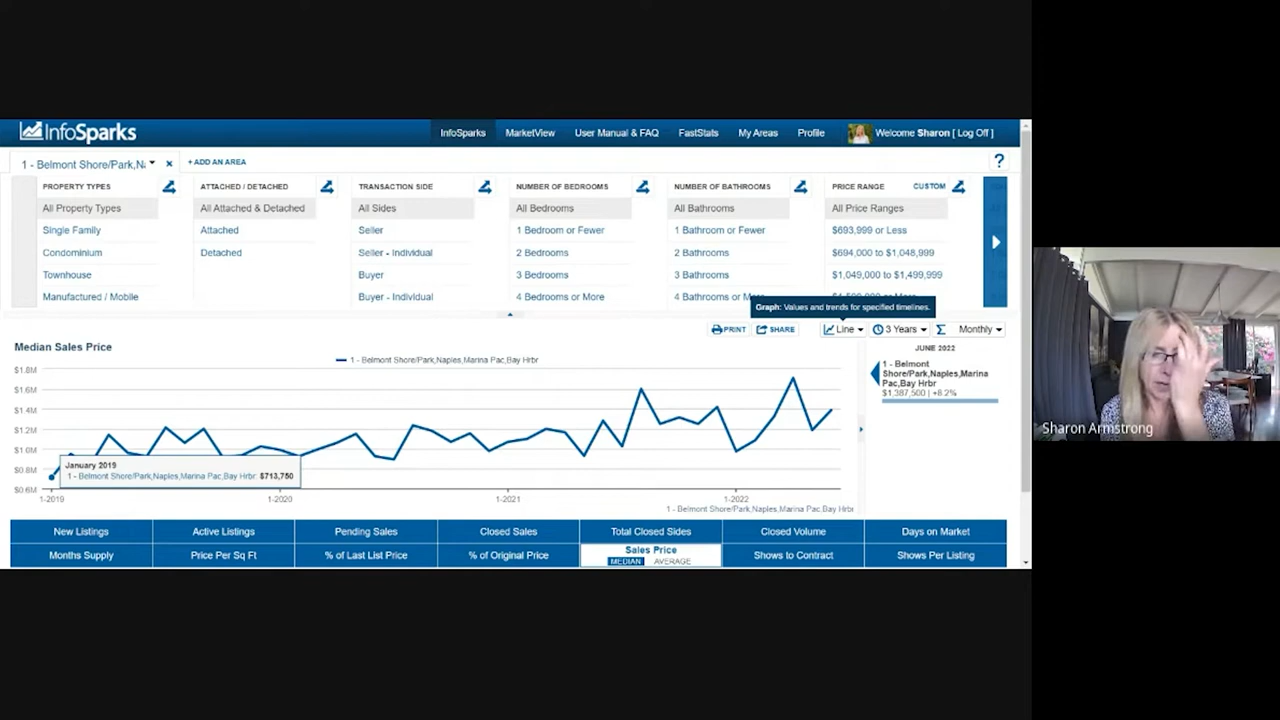 InfoSparks
InfoSparks MarketView User Manual & FAQ FastStats My Areas Profile Welcome Sharon [ Log Off ]
1 - Belmont Shore/Park,Na × + ADD AN AREA ?
PROPERTY TYPES ATTACHED / DETACHED TRANSACTION SIDE NUMBER OF BEDROOMS NUMBER OF BATHROOMS PRICE RANGE CUSTOM
All Property Types All Attached & Detached All Sides All Bedrooms All Bathrooms All Price Ranges
Single Family Attached Seller 1 Bedroom or Fewer 1 Bathroom or Fewer $693,999 or Less
Condominium Detached Seller - Individual 2 Bedrooms 2 Bathrooms $694,000 to $1,048,999
Townhouse Buyer 3 Bedrooms 3 Bathrooms $1,049,000 to $1,499,999
Manufactured / Mobile Buyer - Individual 4 Bedrooms or More 4 Bathrooms or
Graph: Values and trends for specified timelines.
PRINT SHARE Line 3 Years Σ Monthly
Median Sales Price
JUNE 2022
1 - Belmont Shore/Park,Naples,Marina Pac,Bay Hrbr
1 - Belmont
Shore/Park,Naples,Marina
Pac,Bay Hrbr
$1,387,500 | +8.2%
$1.8M
$1.6M
$1.4M
$1.2M
$1.0M
$0.8M
$0.6M
January 2019
1 - Belmont Shore/Park,Naples,Marina Pac,Bay Hrbr: $713,750
1-2019 1-2020 1-2021 1-2022
1 - Belmont Shore/Park,Naples,Marina Pac,Bay Hrbr
New Listings Active Listings Pending Sales Closed Sales Total Closed Sides Closed Volume Days on Market
Months Supply Price Per Sq Ft % of Last List Price % of Original Price Sales Price Shows to Contract Shows Per Listing
MEDIAN AVERAGE
Sharon Armstrong